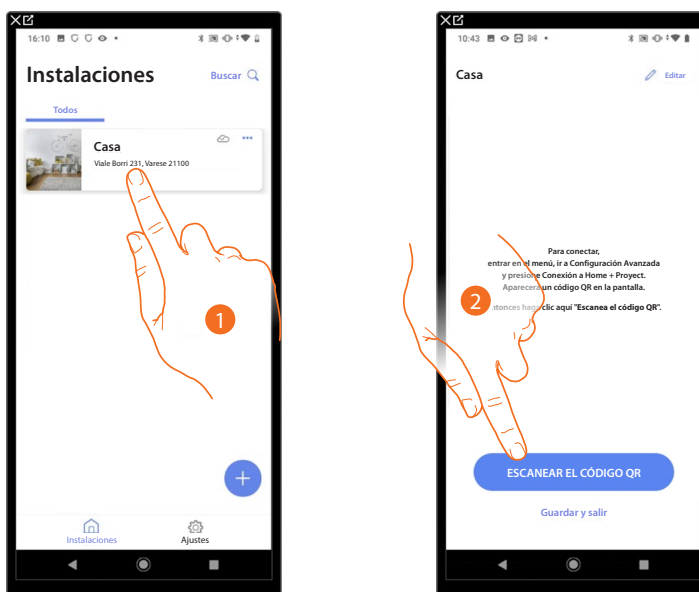 16:10
Instalaciones
Buscar
Todos
Casa
Viale Borri 231, Varese 21100
1
Instalaciones
Ajustes
10:43
Casa
Editar
Para conectar,
entrar en el menú, ir a Configuración Avanzada
y presione Conexión a Home + Proyect.
Aparecerá un código QR en la pantalla.
2
Entonces haga clic aquí "Escanea el código QR".
ESCANEAR EL CÓDIGO QR
Guardar y salir